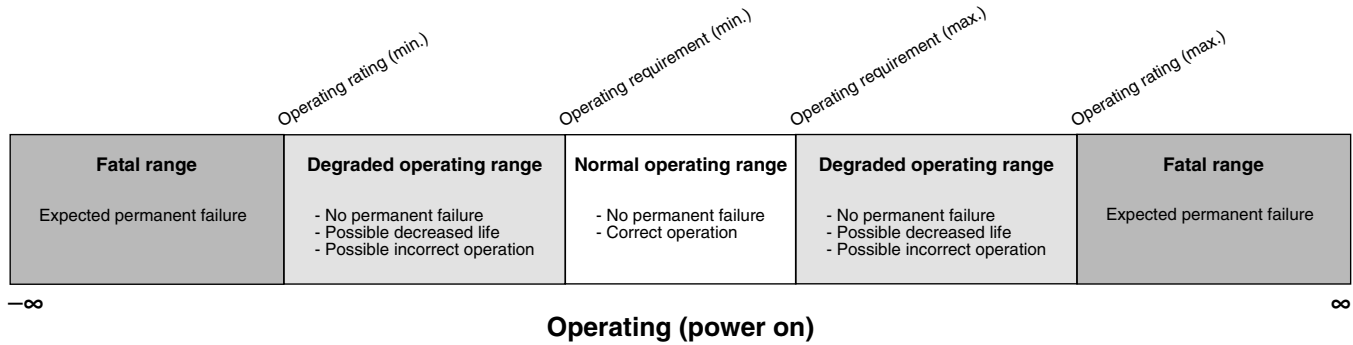 Operating rating (min.)
Operating requirement (min.)
Operating requirement (max.)
Operating rating (max.)
Fatal range
Expected permanent failure
Degraded operating range
- No permanent failure
- Possible decreased life
- Possible incorrect operation
Normal operating range
- No permanent failure
- Correct operation
Degraded operating range
- No permanent failure
- Possible decreased life
- Possible incorrect operation
Fatal range
Expected permanent failure
–∞
∞
Operating (power on)